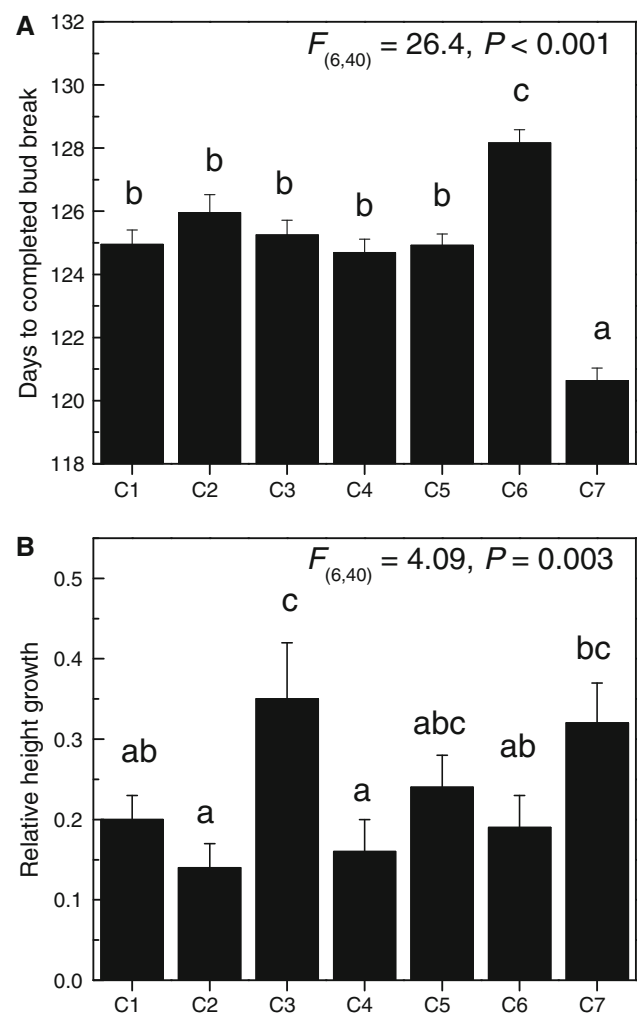 A
132
F(6,40) = 26.4, P < 0.001
130
c
128
b
b
b
b
b
126
124
a
122
120
118
Days to completed bud break
C1 C2 C3 C4 C5 C6 C7
B
F(6,40) = 4.09, P = 0.003
0.5
c
bc
0.4
abc
ab
ab
0.3
a
a
0.2
0.1
0.0
Relative height growth
C1 C2 C3 C4 C5 C6 C7